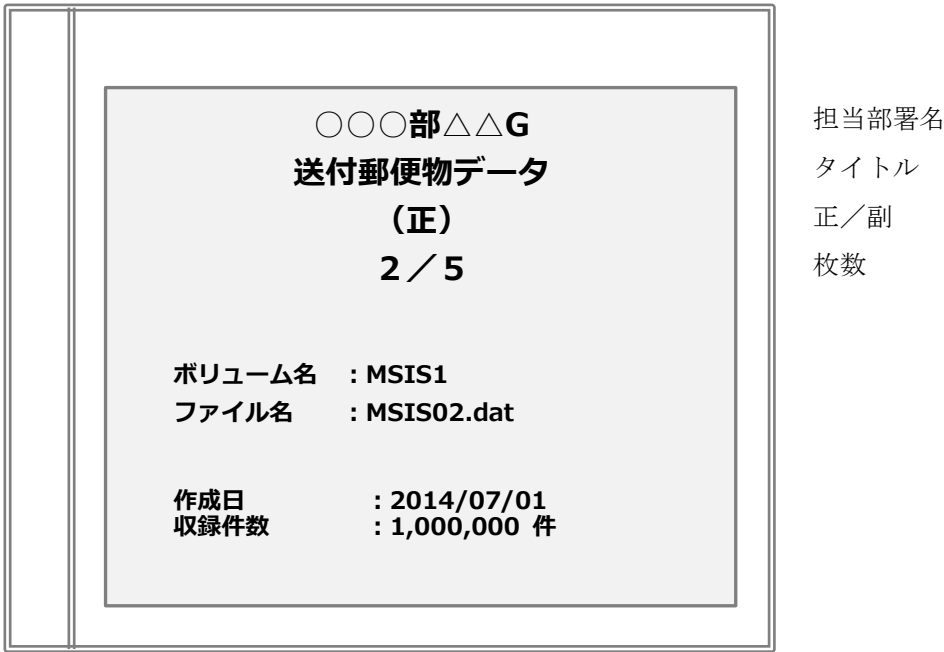 ○○○部△△G
送付郵便物データ
（正）
２／５
ボリューム名　：MSIS1
ファイル名　　：MSIS02.dat
作成日　　　　：2014/07/01
収録件数　　　：1,000,000 件
担当部署名
タイトル
正／副
枚数